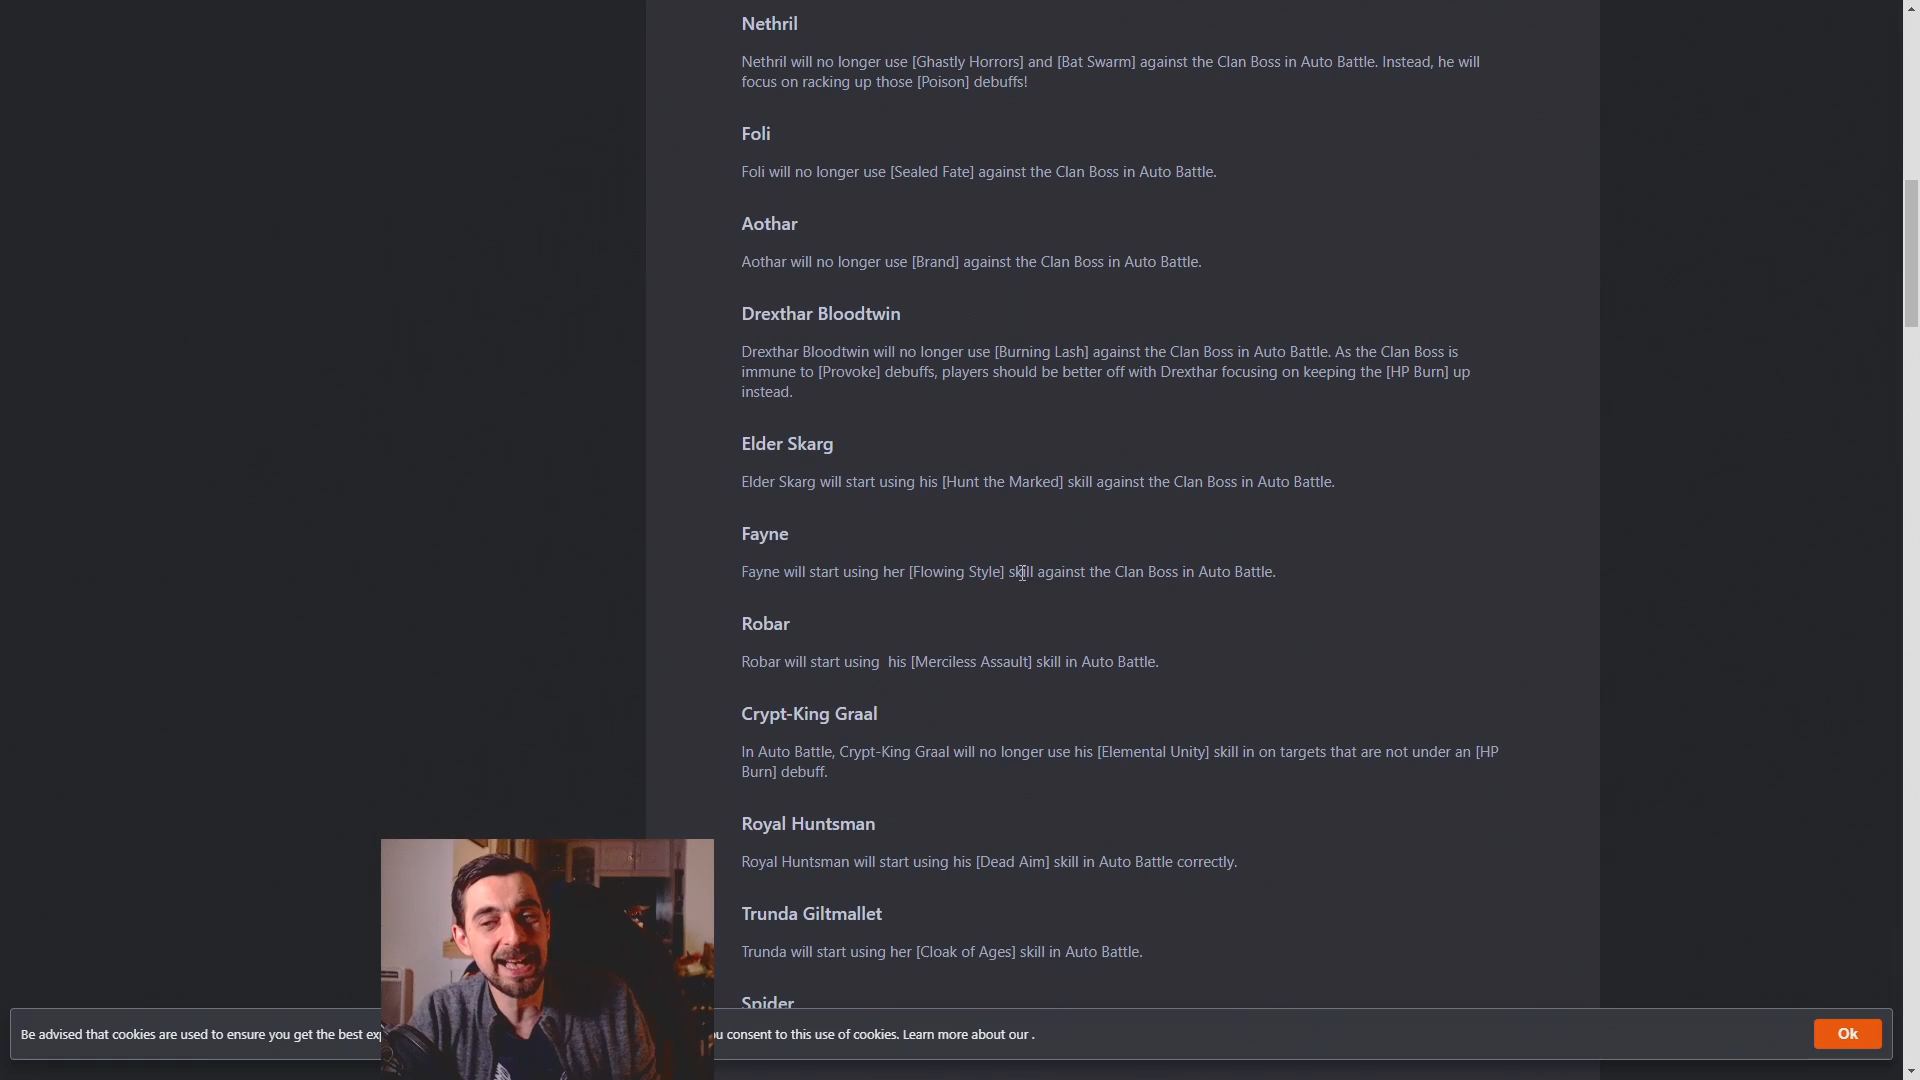 Nethril
Nethril will no longer use [Ghastly Horrors] and [Bat Swarm] against the Clan Boss in Auto Battle. Instead, he will
focus on racking up those [Poison] debuffs!
Foli
Foli will no longer use [Sealed Fate] against the Clan Boss in Auto Battle.
Aothar
Aothar will no longer use [Brand] against the Clan Boss in Auto Battle.
Drexthar Bloodtwin
Drexthar Bloodtwin will no longer use [Burning Lash] against the Clan Boss in Auto Battle. As the Clan Boss is
immune to [Provoke] debuffs, players should be better off with Drexthar focusing on keeping the [HP Burn] up
instead.
Elder Skarg
Elder Skarg will start using his [Hunt the Marked] skill against the Clan Boss in Auto Battle.
Fayne
Fayne will start using her [Flowing Style] skill against the Clan Boss in Auto Battle.
Robar
Robar will start using  his [Merciless Assault] skill in Auto Battle.
Crypt-King Graal
In Auto Battle, Crypt-King Graal will no longer use his [Elemental Unity] skill in on targets that are not under an [HP
Burn] debuff.
Royal Huntsman
Royal Huntsman will start using his [Dead Aim] skill in Auto Battle correctly.
Trunda Giltmallet
Trunda will start using her [Cloak of Ages] skill in Auto Battle.
Spider
Be advised that cookies are used to ensure you get the best consent to this use of cookies. Learn more about our .
Ok